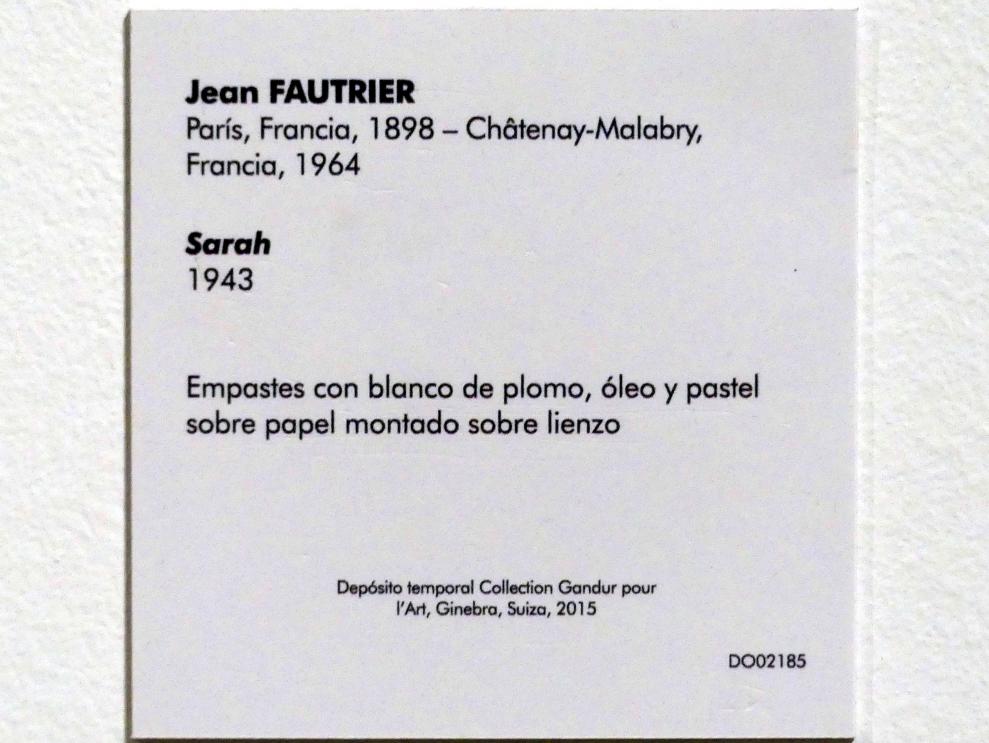 Jean FAUTRIER
París, Francia, 1898 – Châtenay-Malabry,
Francia, 1964
Sarah
1943
Empastes con blanco de plomo, óleo y pastel
sobre papel montado sobre lienzo
Depósito temporal Collection Gandur pour
l'Art, Ginebra, Suiza, 2015
DO02185